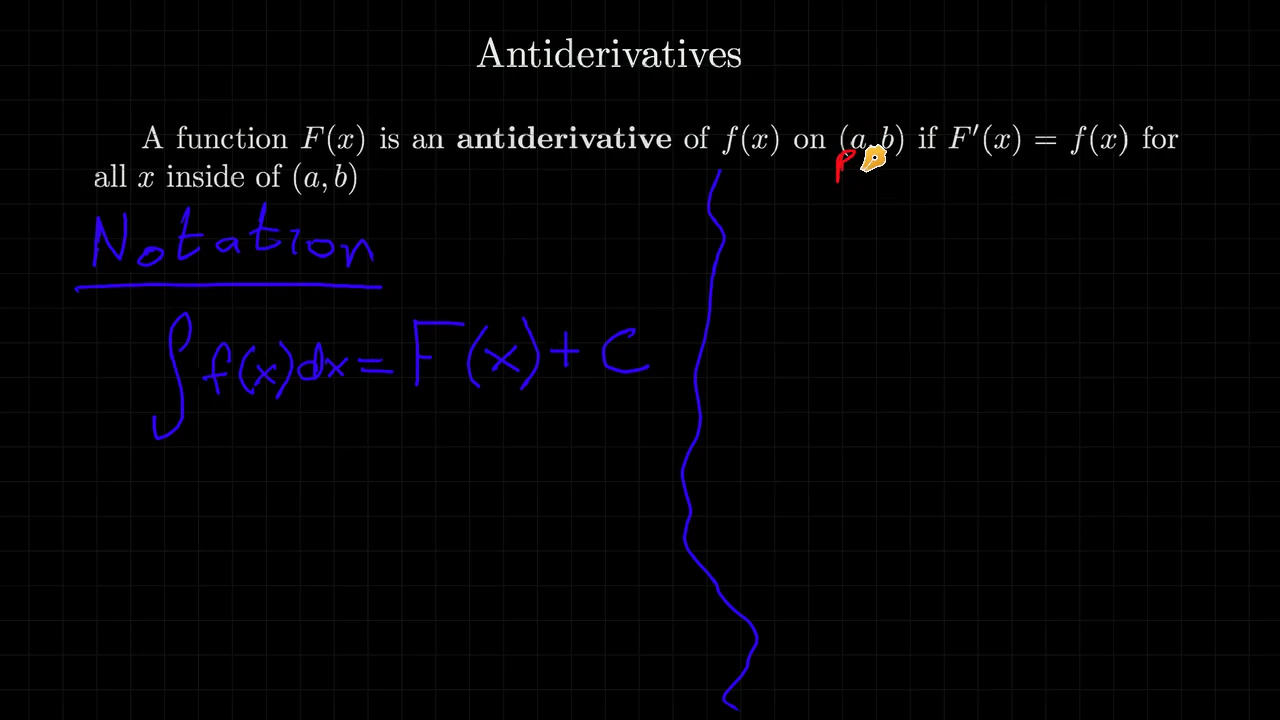 Antiderivatives
A function F(x) is an antiderivative of f(x) on (a, b) if F′(x) = f(x) for
all x inside of (a, b)
P
Notation
∫ f(x)dx = F(x) + C